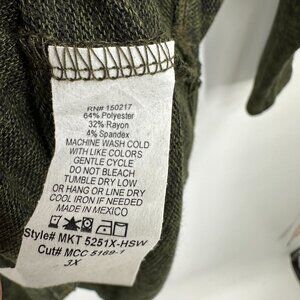 RN# 150217
64% Polyester
32% Rayon
4% Spandex
MACHINE WASH COLD
WITH LIKE COLORS
GENTLE CYCLE
DO NOT BLEACH
TUMBLE DRY LOW
OR HANG OR LINE DRY
COOL IRON IF NEEDED
MADE IN MEXICO
Style# MKT 5251X-HSW
Cut# MCC 5169-1
3X